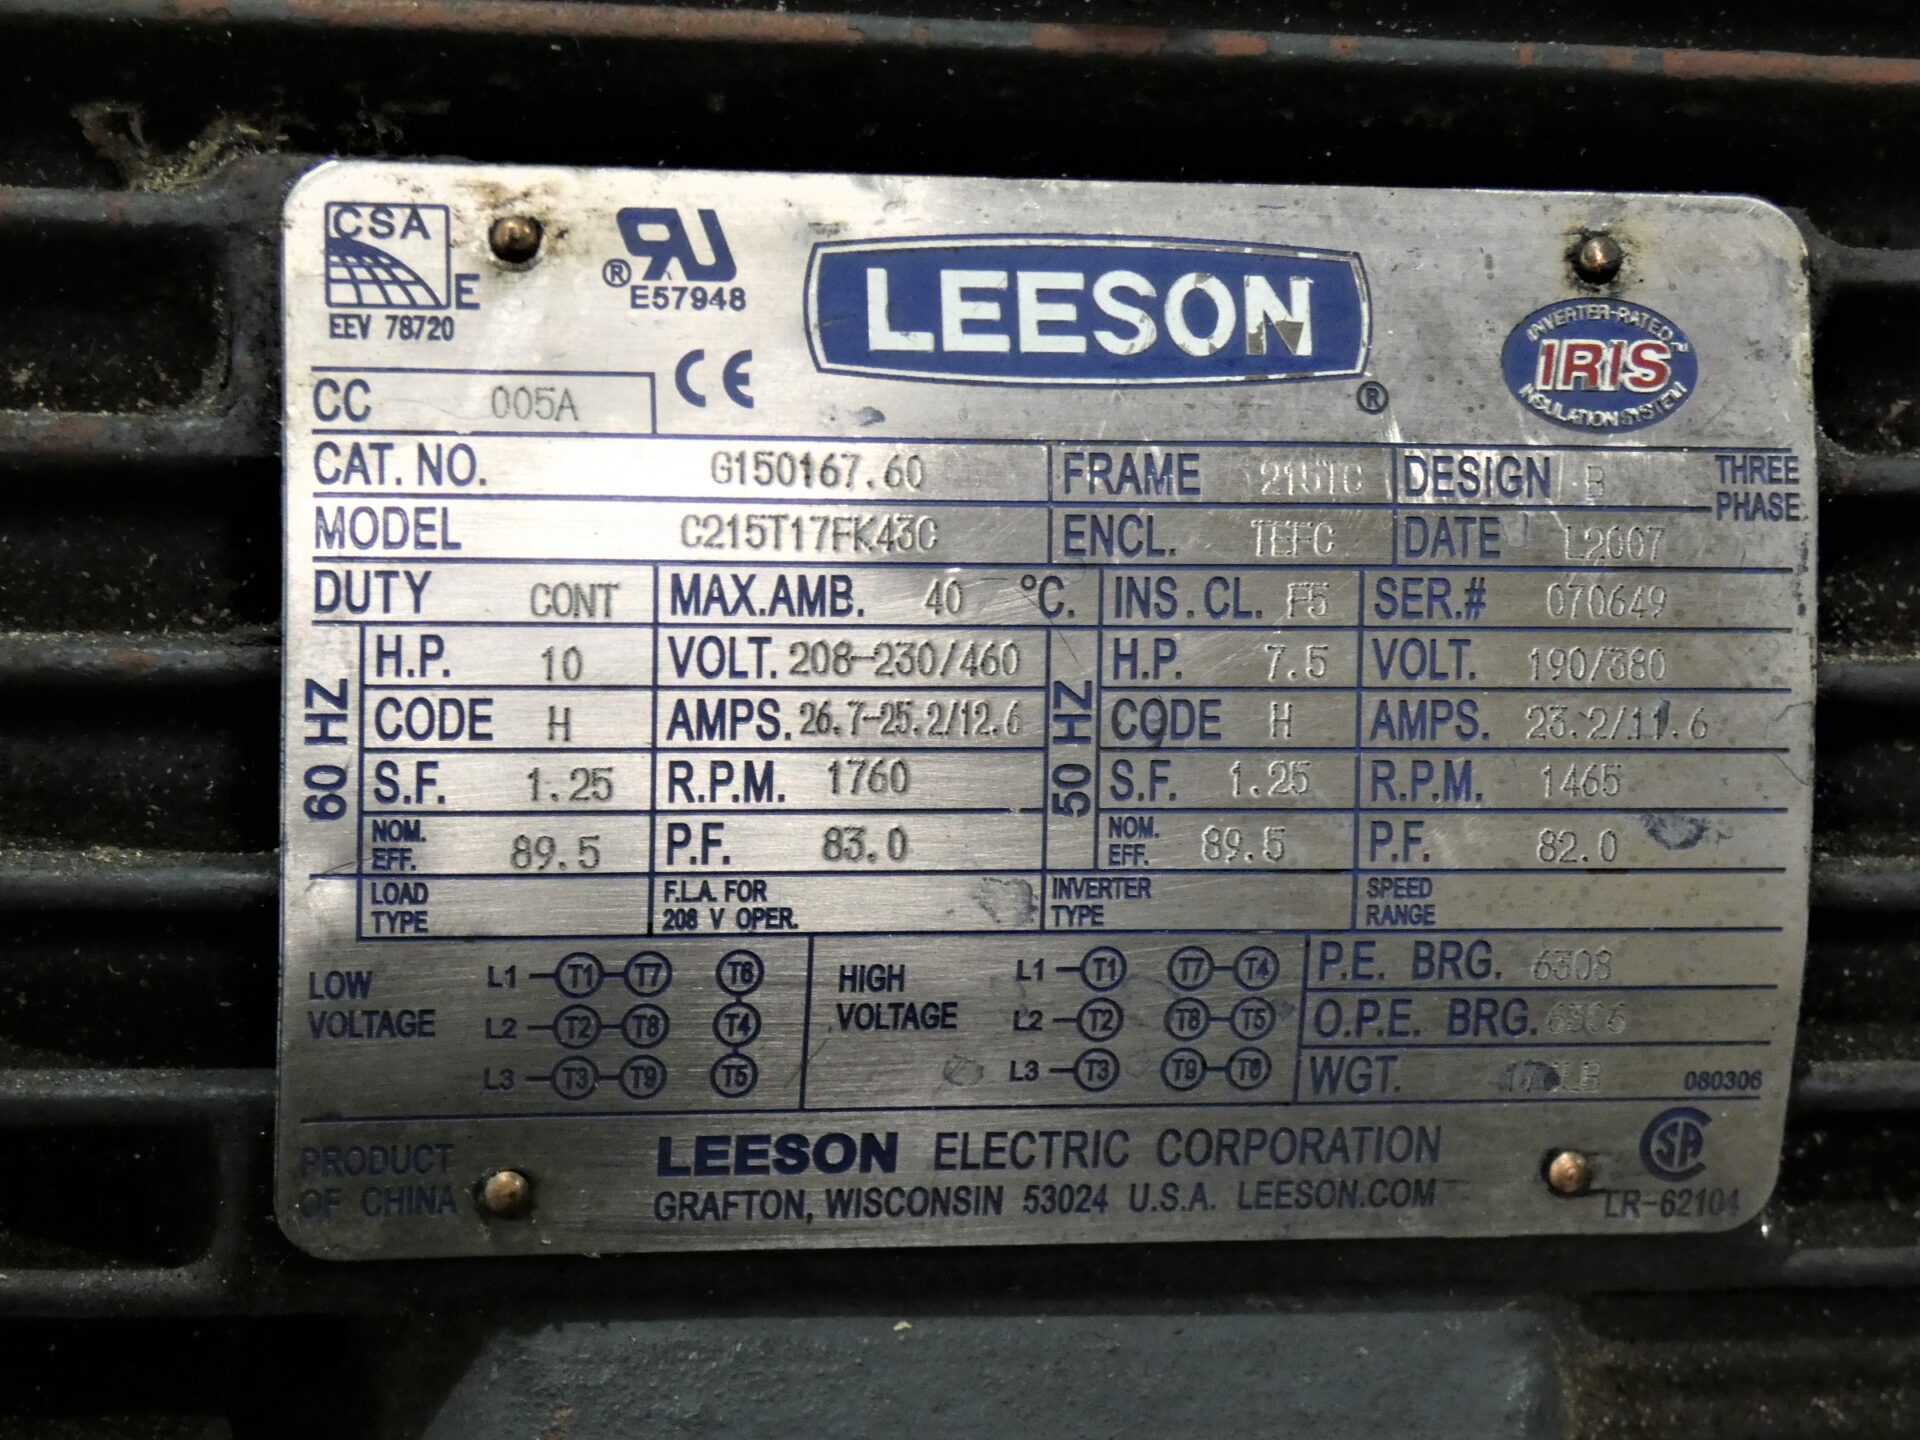 CSA
E
EEV 78720
RU
® E57948
CE
LEESON
®
INVERTER-RATED
IRIS
INSULATION SYSTEM
CC 005A
CAT. NO. G150167.60 FRAME 215TC DESIGN B THREE PHASE
MODEL C215T17FK43C ENCL. TEFC DATE L2007
DUTY CONT MAX.AMB. 40 °C. INS.CL. F5 SER.# 070649
60 HZ
H.P. 10 VOLT. 208-230/460
CODE H AMPS. 26.7-25.2/12.6
S.F. 1.25 R.P.M. 1760
NOM. EFF. 89.5 P.F. 83.0
LOAD TYPE F.L.A. FOR 208 V OPER.
50 HZ
H.P. 7.5 VOLT. 190/380
CODE H AMPS. 23.2/11.6
S.F. 1.25 R.P.M. 1465
NOM. EFF. 89.5 P.F. 82.0
INVERTER TYPE SPEED RANGE
LOW VOLTAGE
L1 T1 T7 T6
L2 T2 T8 T4
L3 T3 T9 T5
HIGH VOLTAGE
L1 T1 T7 T4
L2 T2 T8 T5
L3 T3 T9 T6
P.E. BRG. 6308
O.P.E. BRG. 6306
WGT. LB 080306
PRODUCT OF CHINA
LEESON ELECTRIC CORPORATION
GRAFTON, WISCONSIN 53024 U.S.A. LEESON.COM
SA
LR-62104